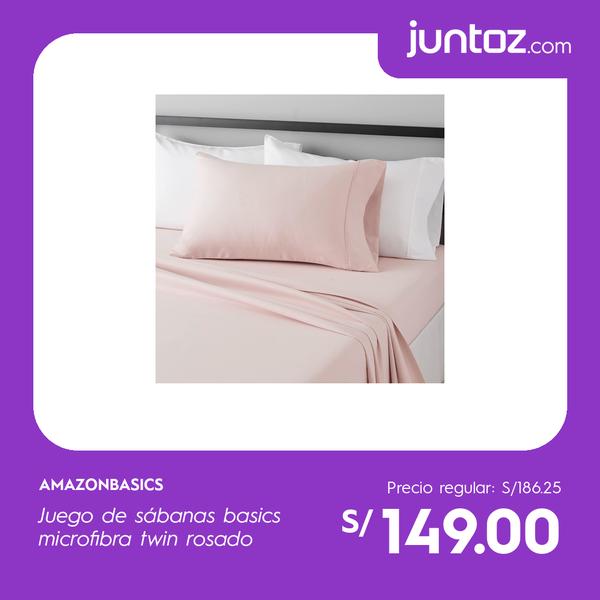 juntoz.com
AMAZONBASICS
Juego de sábanas basics
microfibra twin rosado
Precio regular: S/186.25
S/149.00